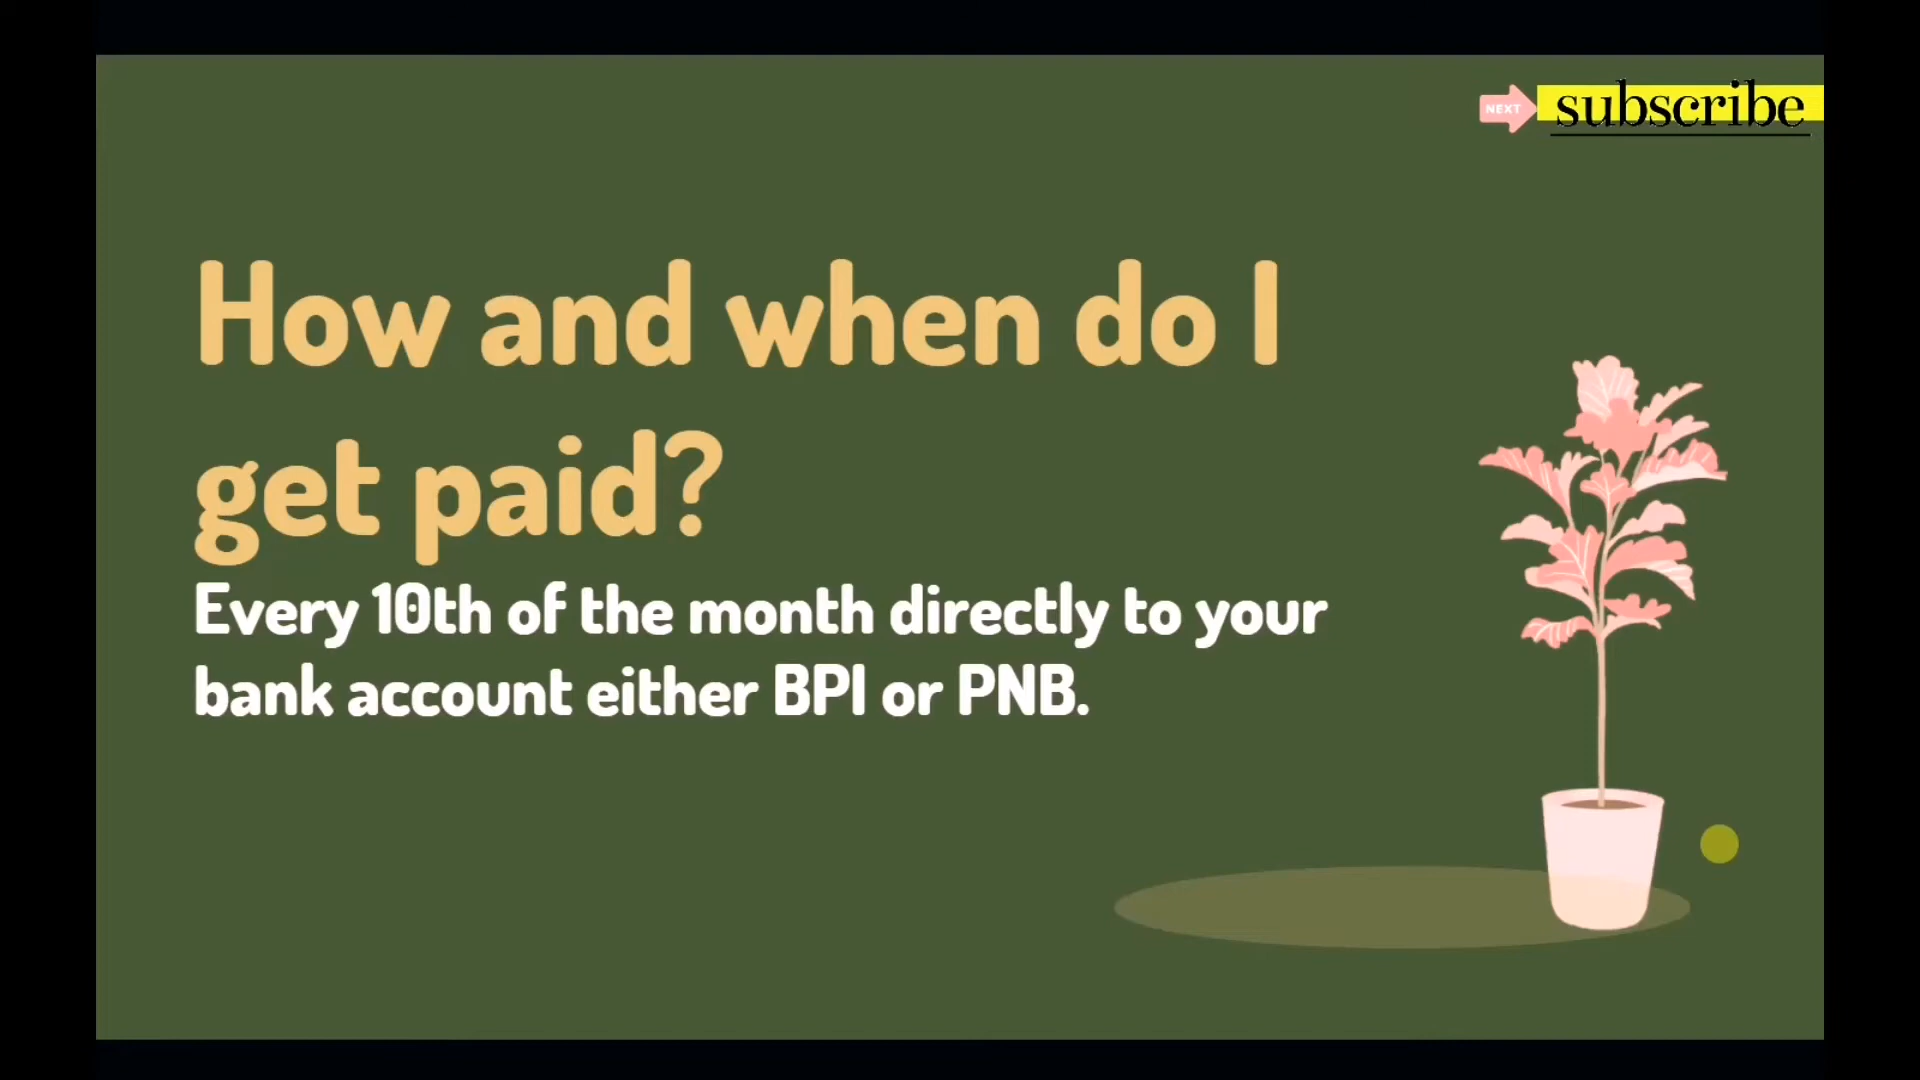 NEXT
subscribe
How and when do I
get paid?
Every 10th of the month directly to your
bank account either BPI or PNB.